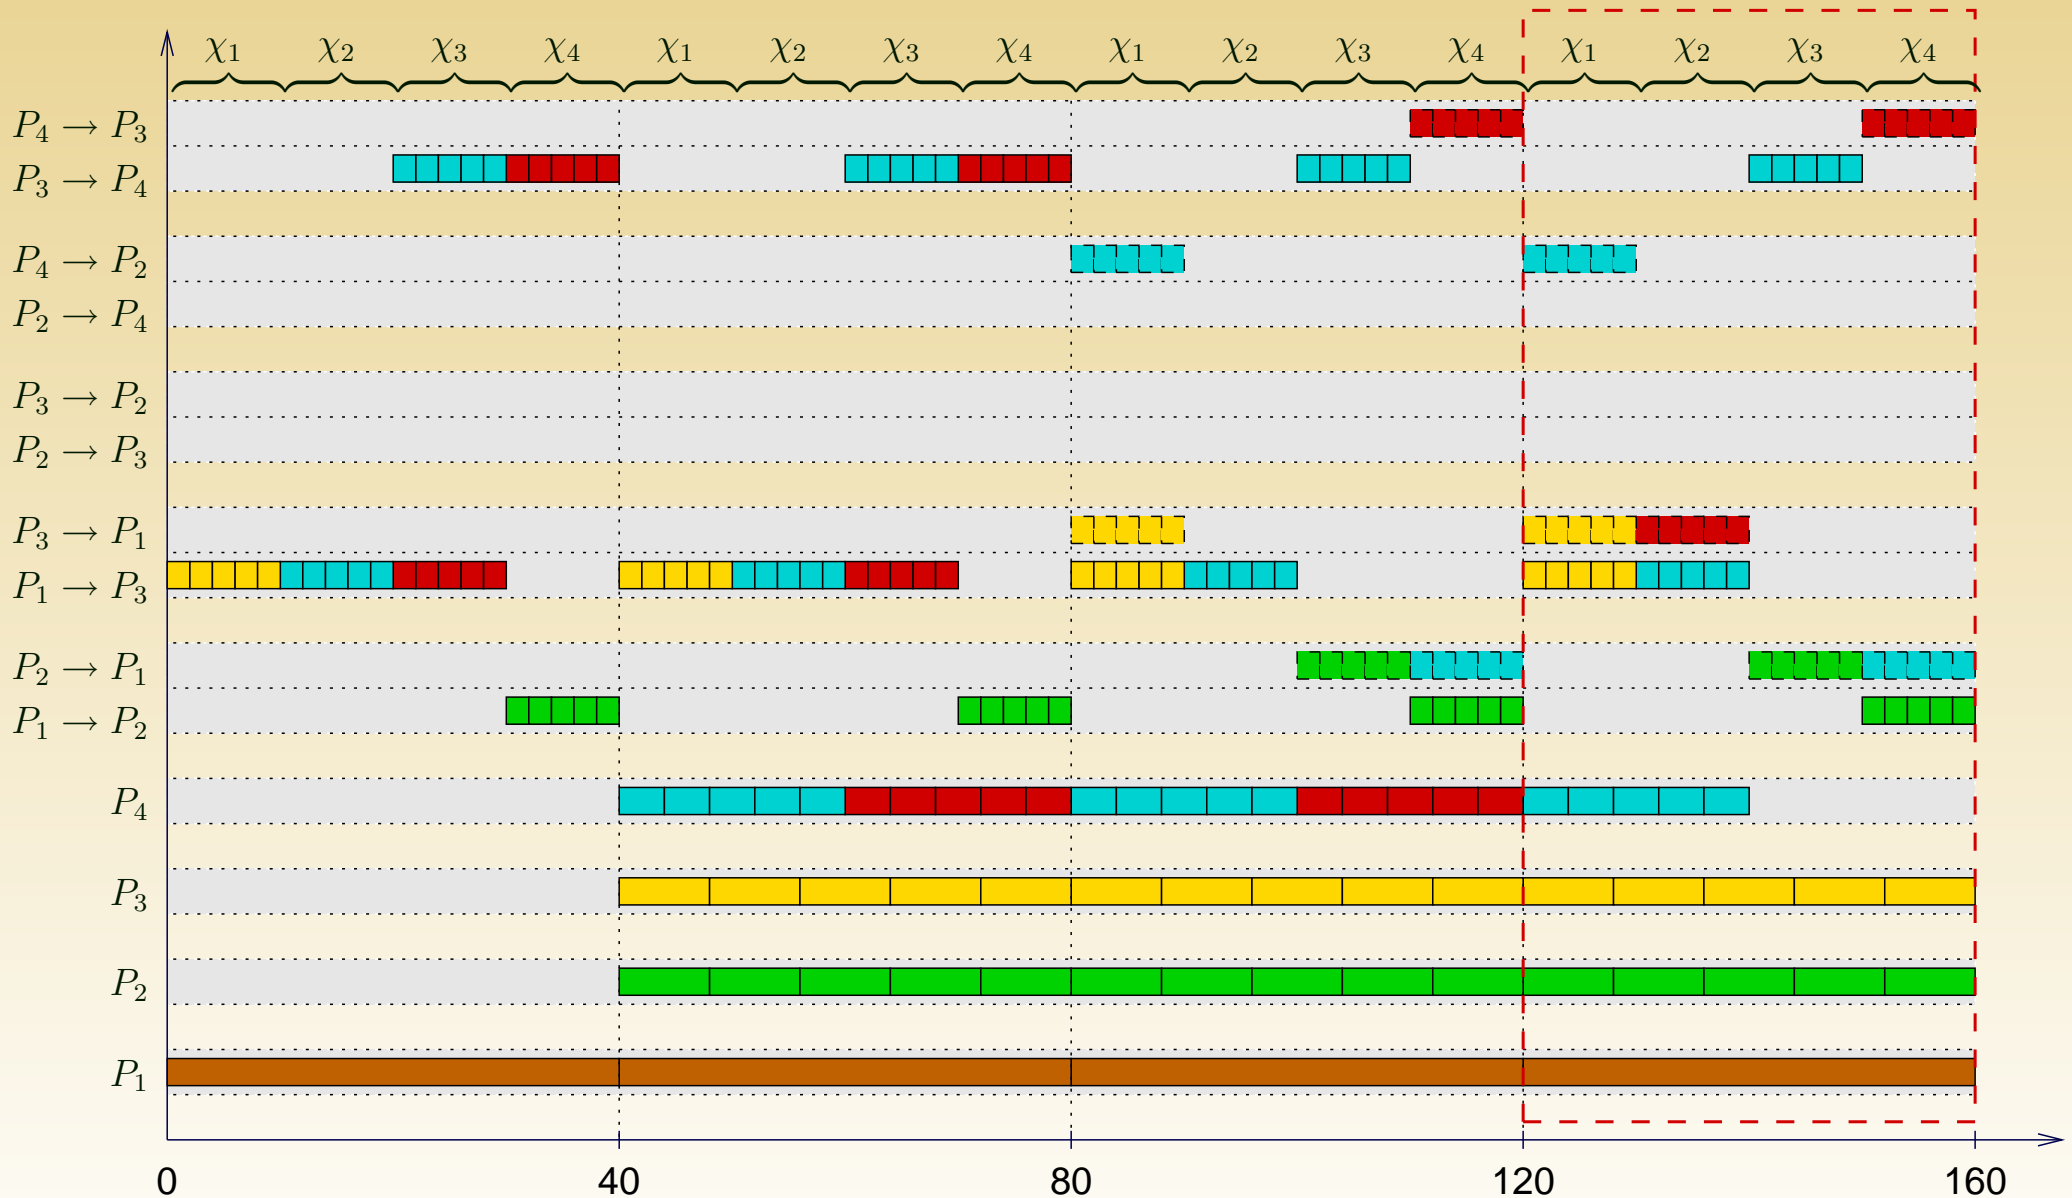 χ1 χ2 χ3 χ4 χ1 χ2 χ3 χ4 χ1 χ2 χ3 χ4 χ1 χ2 χ3 χ4
P4 → P3
P3 → P4
P4 → P2
P2 → P4
P3 → P2
P2 → P3
P3 → P1
P1 → P3
P2 → P1
P1 → P2
P4
P3
P2
P1
0 40 80 120 160